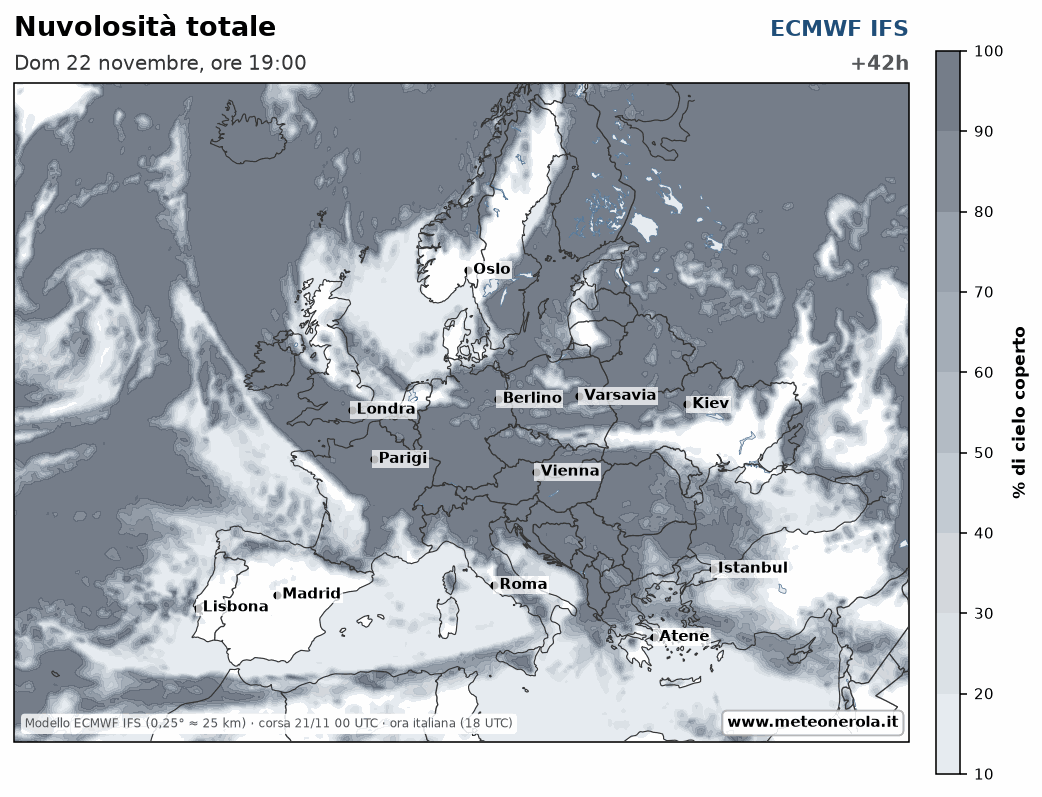 Nuvolosità totale
ECMWF IFS
Dom 22 novembre, ore 19:00
+42h
100
90
80
70
60
50
40
30
20
10
% di cielo coperto
Oslo
Londra
Berlino
Varsavia
Kiev
Parigi
Vienna
Istanbul
Roma
Madrid
Lisbona
Atene
Modello ECMWF IFS (0,25° ≈ 25 km) · corsa 21/11 00 UTC · ora italiana (18 UTC)
www.meteonerola.it